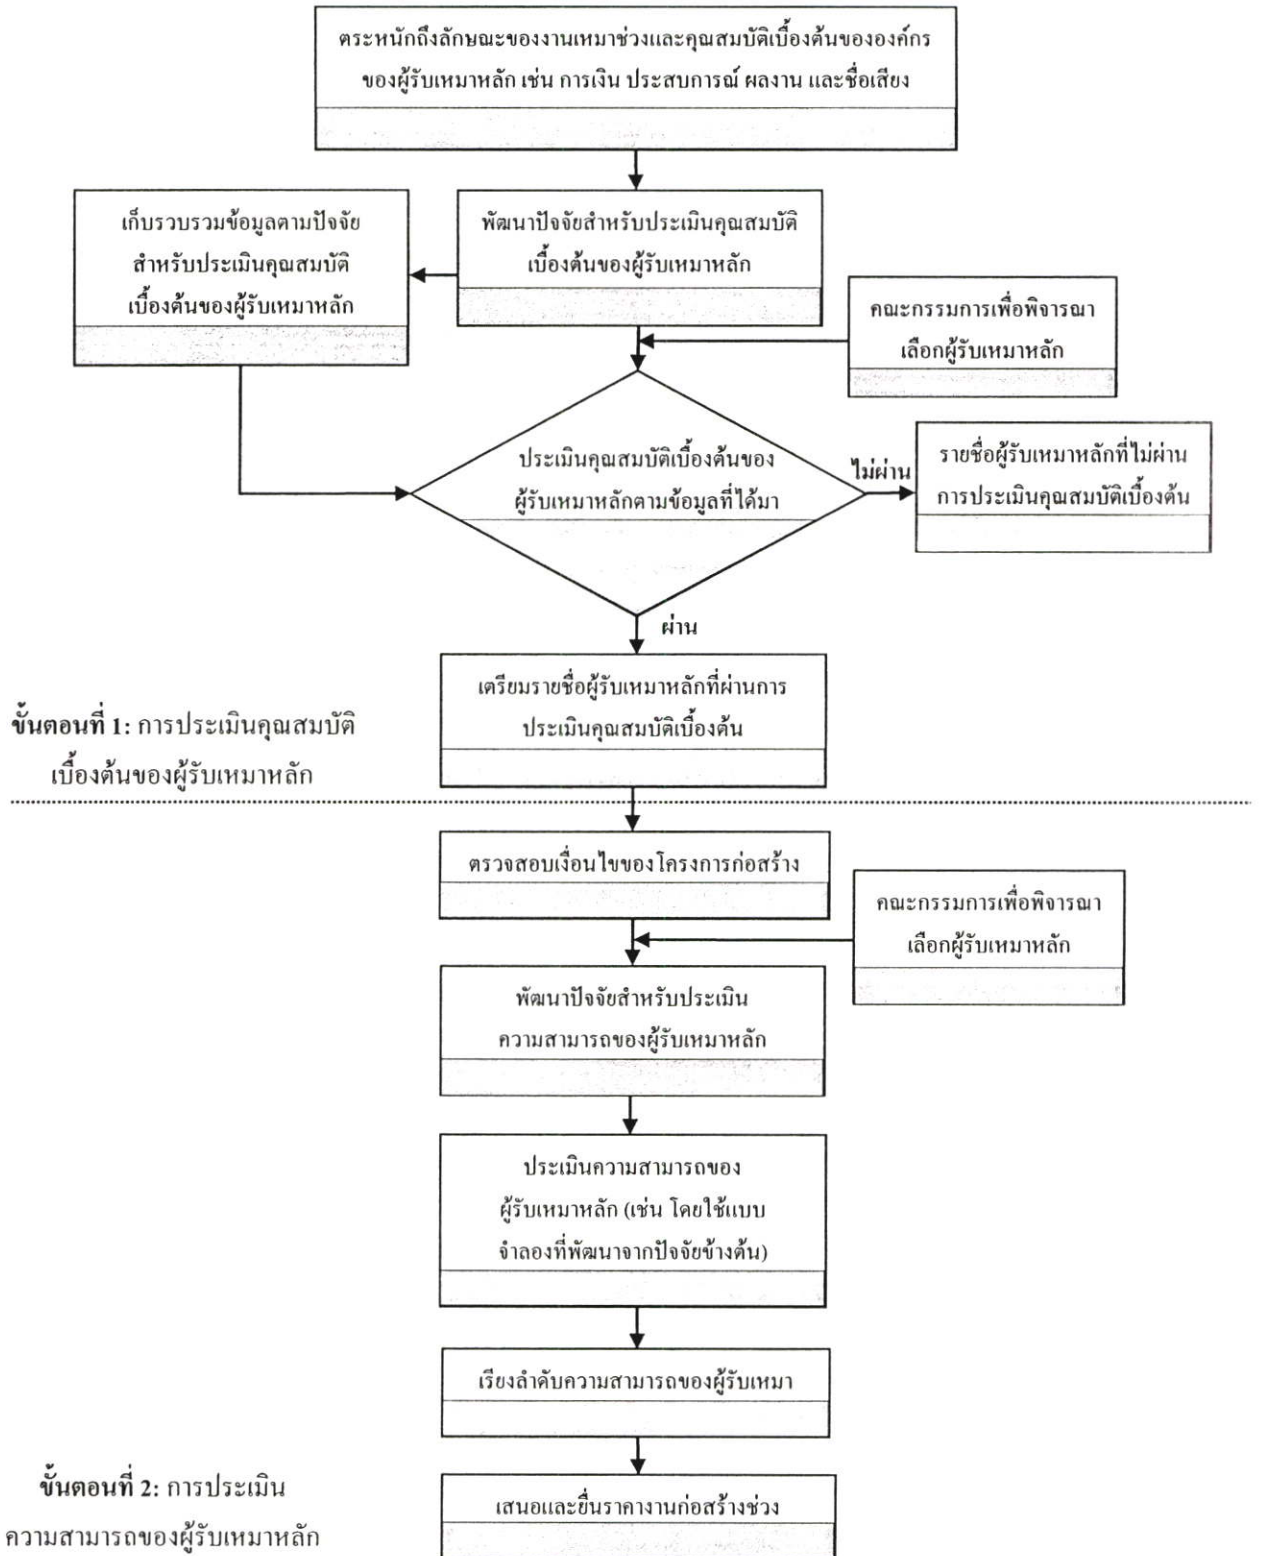 ตระหนักถึงลักษณะของงานเหมาช่วงและคุณสมบัติเบื้องต้นขององค์กร
ของผู้รับเหมาหลัก เช่น การเงิน ประสบการณ์ ผลงาน และชื่อเสียง
เก็บรวบรวมข้อมูลตามปัจจัย
สำหรับประเมินคุณสมบัติ
เบื้องต้นของผู้รับเหมาหลัก
พัฒนาปัจจัยสำหรับประเมินคุณสมบัติ
เบื้องต้นของผู้รับเหมาหลัก
คณะกรรมการเพื่อพิจารณา
เลือกผู้รับเหมาหลัก
ประเมินคุณสมบัติเบื้องต้นของ
ผู้รับเหมาหลักตามข้อมูลที่ได้มา
ไม่ผ่าน
รายชื่อผู้รับเหมาหลักที่ไม่ผ่าน
การประเมินคุณสมบัติเบื้องต้น
ผ่าน
เตรียมรายชื่อผู้รับเหมาหลักที่ผ่านการ
ประเมินคุณสมบัติเบื้องต้น
ขั้นตอนที่ 1: การประเมินคุณสมบัติ
เบื้องต้นของผู้รับเหมาหลัก
ตรวจสอบเงื่อนไขของโครงการก่อสร้าง
คณะกรรมการเพื่อพิจารณา
เลือกผู้รับเหมาหลัก
พัฒนาปัจจัยสำหรับประเมิน
ความสามารถของผู้รับเหมาหลัก
ประเมินความสามารถของ
ผู้รับเหมาหลัก (เช่น โดยใช้แบบ
จำลองที่พัฒนาจากปัจจัยข้างต้น)
เรียงลำดับความสามารถของผู้รับเหมา
ขั้นตอนที่ 2: การประเมิน
ความสามารถของผู้รับเหมาหลัก
เสนอและยื่นราคางานก่อสร้างช่วง